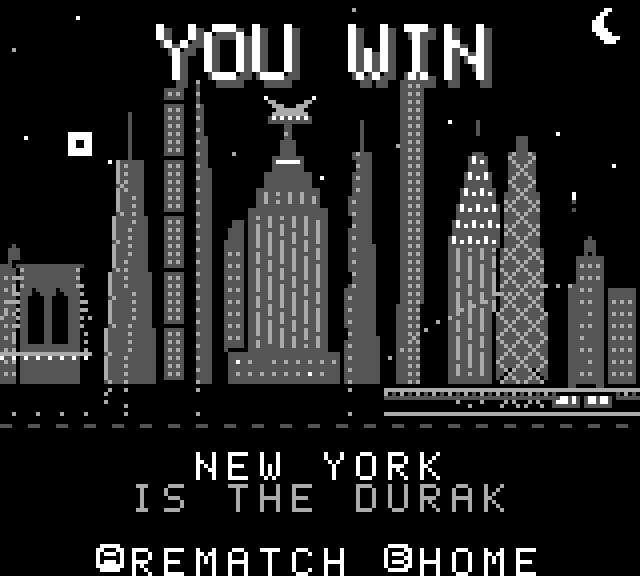 YOU WIN
NEW YORK
IS THE DURAK
Ⓐ REMATCH Ⓑ HOME